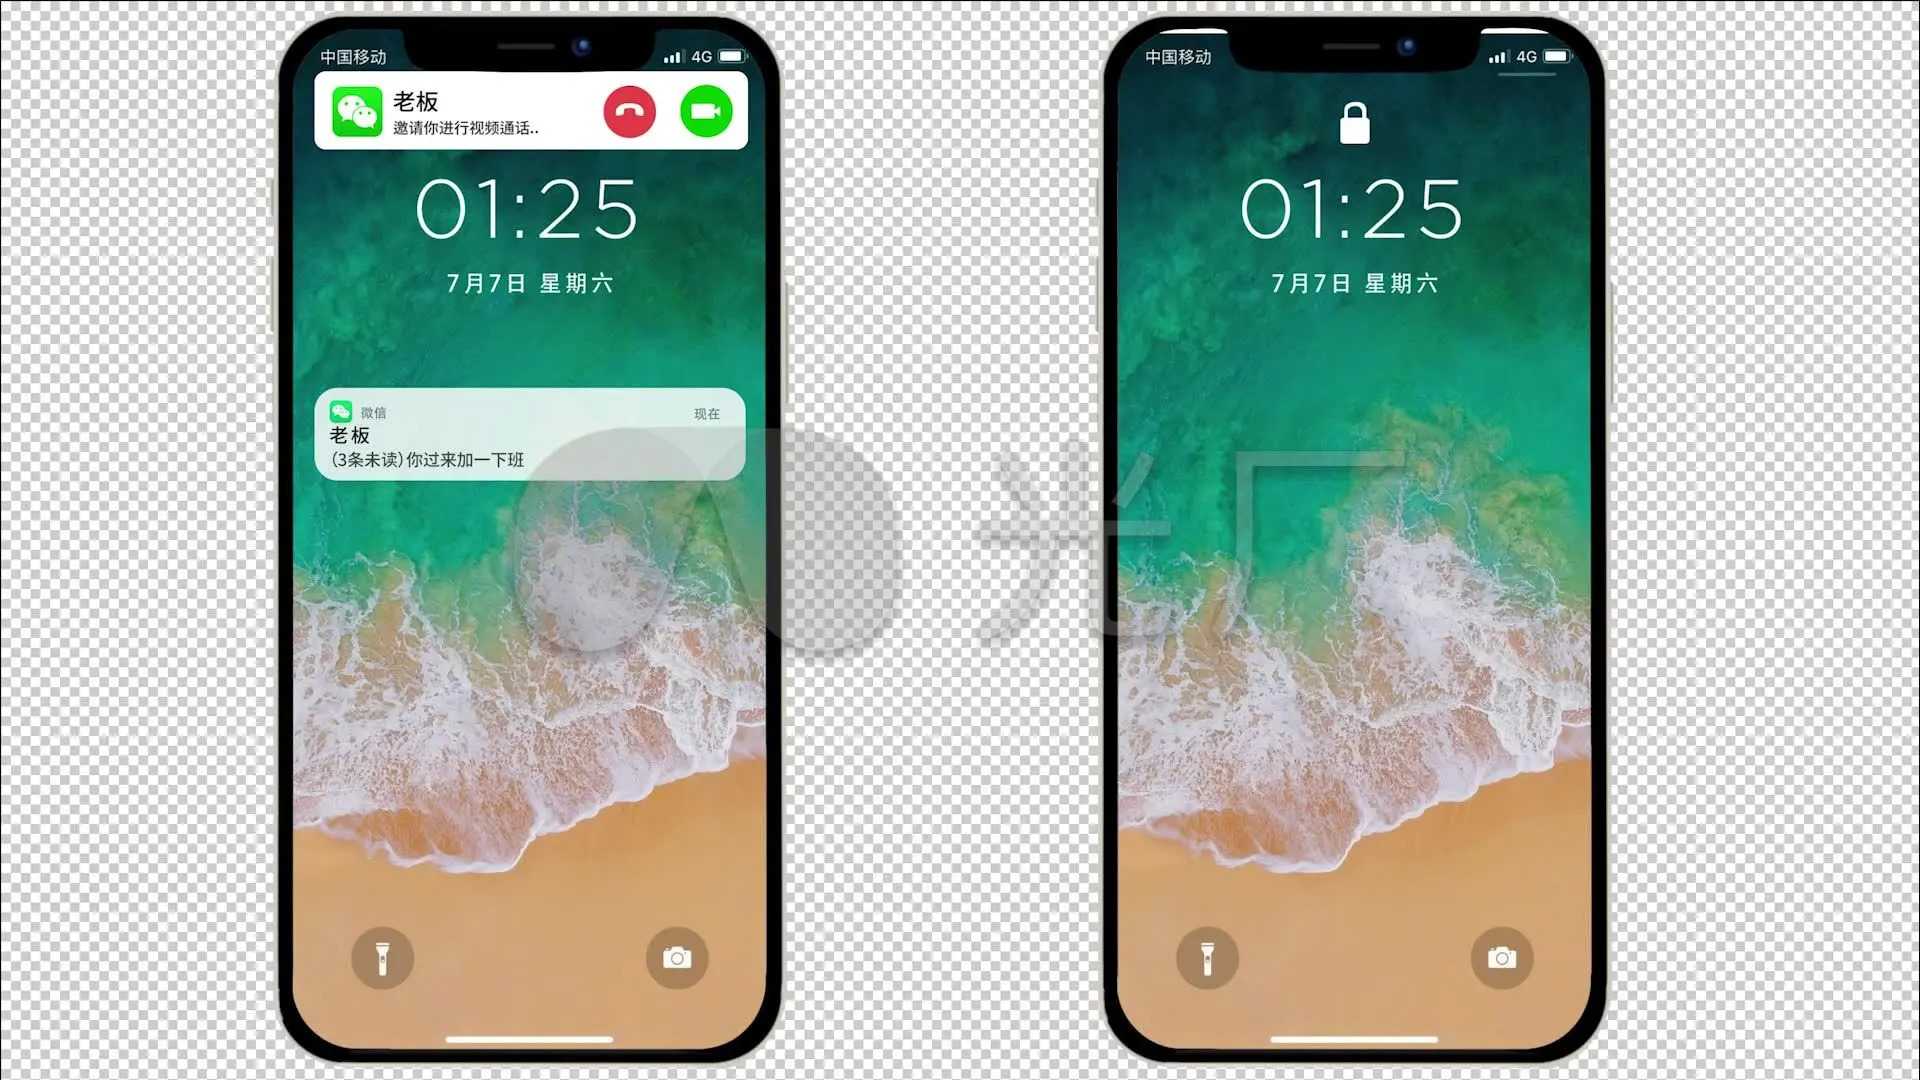 中国移动
4G
老板
邀请你进行视频通话..
01:25
7月7日 星期六
微信
现在
老板
(3条未读)你过来加一下班
中国移动
4G
01:25
7月7日 星期六
光厂